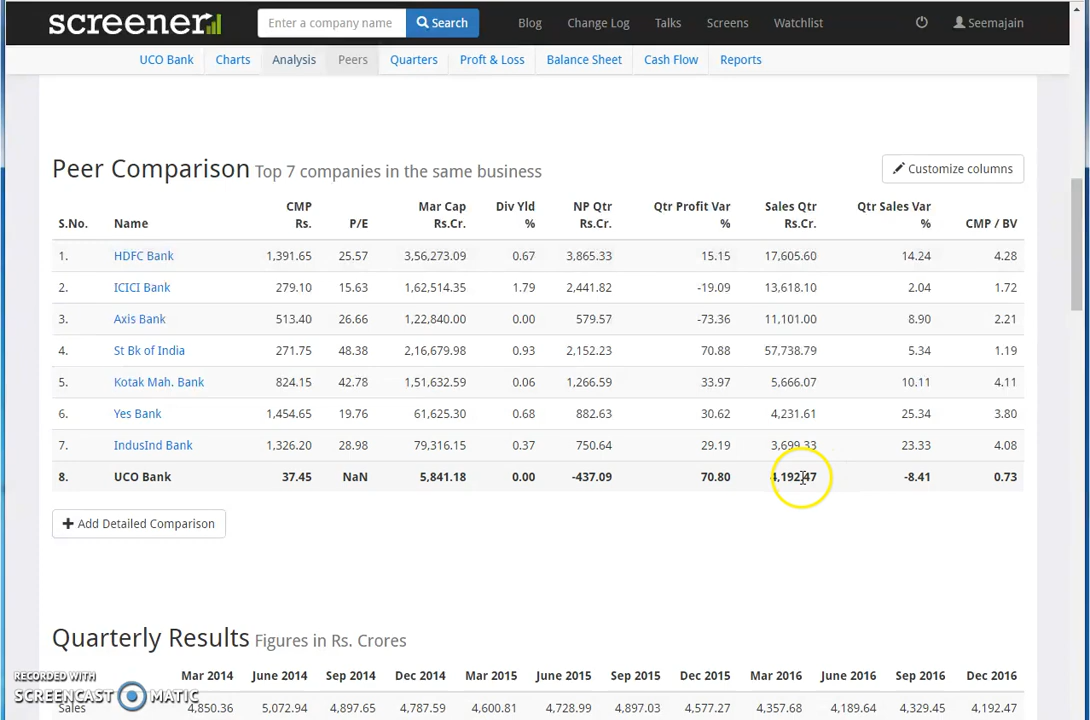 screener
Enter a company name
Search
Blog
Change Log
Talks
Screens
Watchlist
Seemajain
UCO Bank
Charts
Analysis
Peers
Quarters
Proft & Loss
Balance Sheet
Cash Flow
Reports
Peer Comparison Top 7 companies in the same business
Customize columns
S.No. Name CMP Rs. P/E Mar Cap Rs.Cr. Div Yld % NP Qtr Rs.Cr. Qtr Profit Var % Sales Qtr Rs.Cr. Qtr Sales Var % CMP / BV
1. HDFC Bank 1,391.65 25.57 3,56,273.09 0.67 3,865.33 15.15 17,605.60 14.24 4.28
2. ICICI Bank 279.10 15.63 1,62,514.35 1.79 2,441.82 -19.09 13,618.10 2.04 1.72
3. Axis Bank 513.40 26.66 1,22,840.00 0.00 579.57 -73.36 11,101.00 8.90 2.21
4. St Bk of India 271.75 48.38 2,16,679.98 0.93 2,152.23 70.88 57,738.79 5.34 1.19
5. Kotak Mah. Bank 824.15 42.78 1,51,632.59 0.06 1,266.59 33.97 5,666.07 10.11 4.11
6. Yes Bank 1,454.65 19.76 61,625.30 0.68 882.63 30.62 4,231.61 25.34 3.80
7. IndusInd Bank 1,326.20 28.98 79,316.15 0.37 750.64 29.19 3,699.33 23.33 4.08
8. UCO Bank 37.45 NaN 5,841.18 0.00 -437.09 70.80 4,192.47 -8.41 0.73
Add Detailed Comparison
Quarterly Results Figures in Rs. Crores
Mar 2014 June 2014 Sep 2014 Dec 2014 Mar 2015 June 2015 Sep 2015 Dec 2015 Mar 2016 June 2016 Sep 2016 Dec 2016
Sales 4,850.36 5,072.94 4,897.65 4,787.59 4,600.81 4,728.99 4,897.03 4,577.27 4,357.68 4,189.64 4,329.45 4,192.47
RECORDED WITH
SCREENCAST MATIC